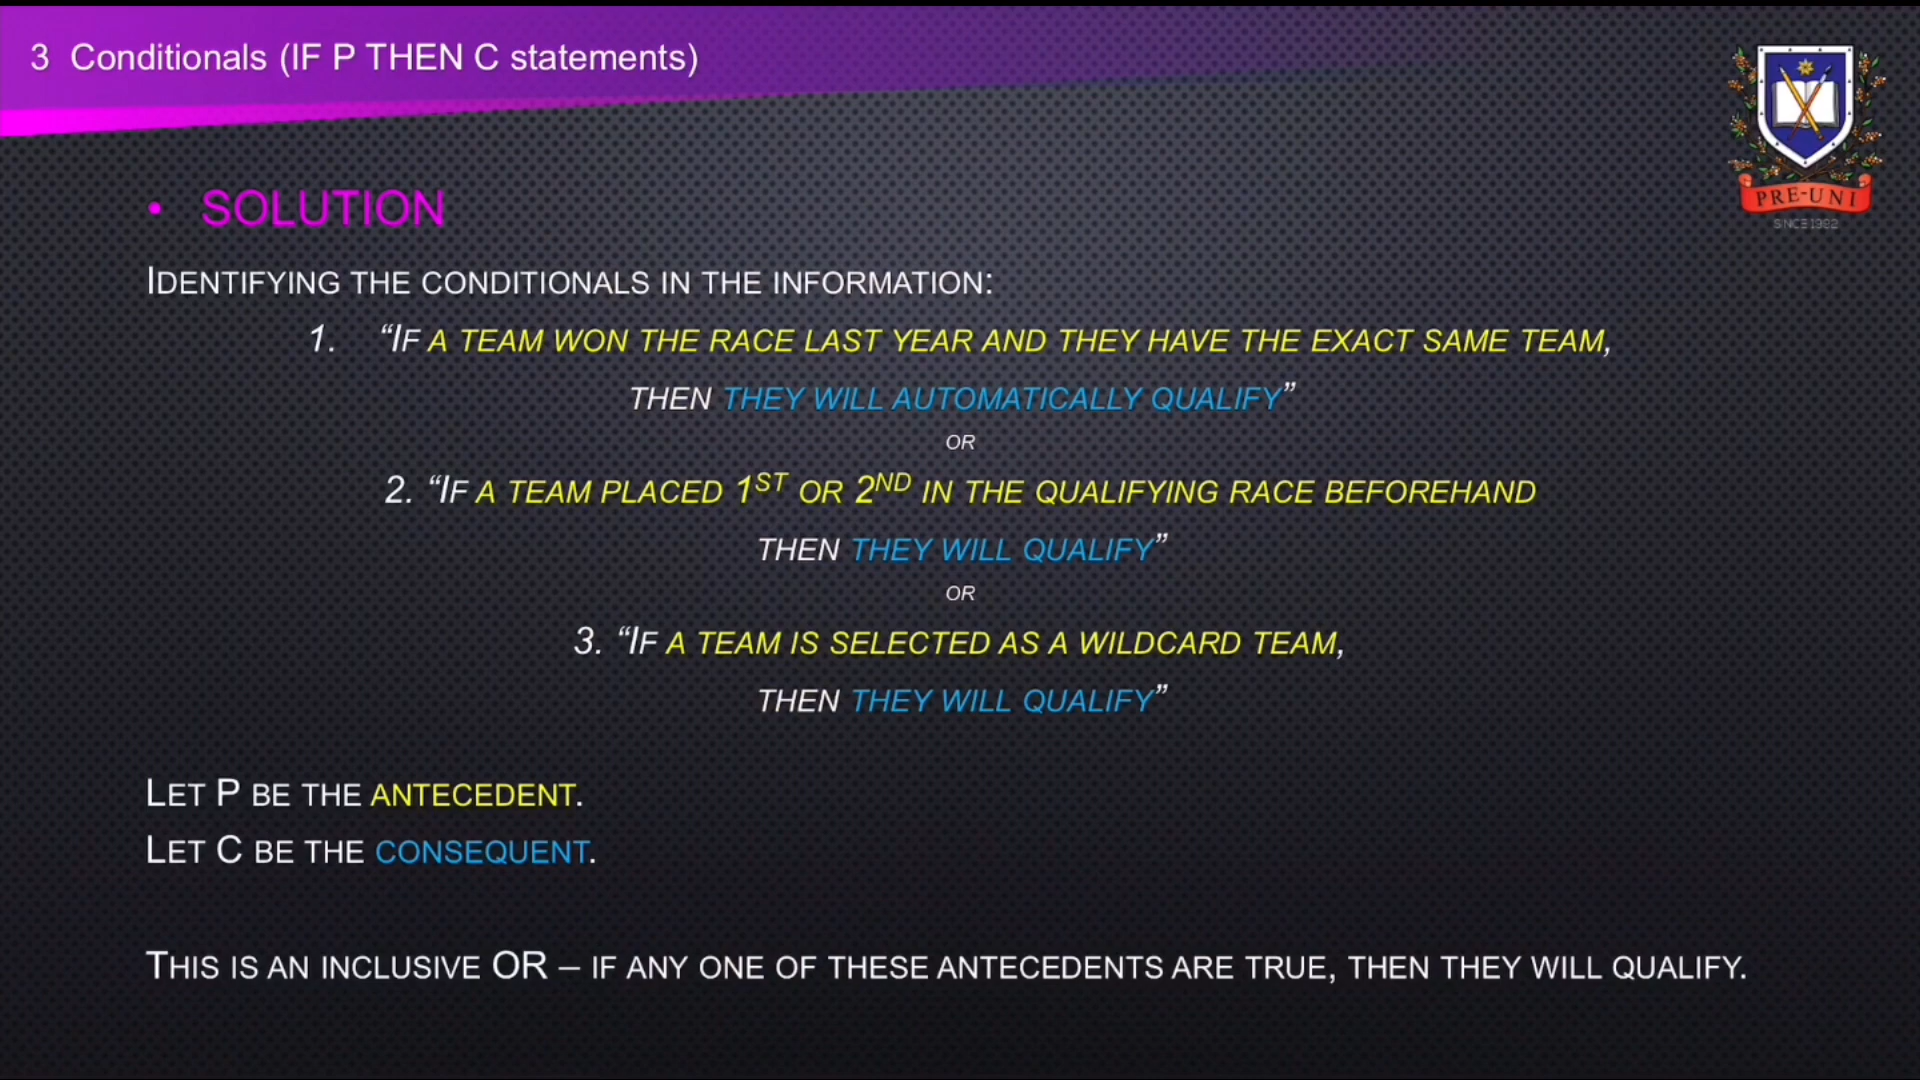 3 Conditionals (IF P THEN C statements)
PRE-UNI
SINCE 1992
• SOLUTION
IDENTIFYING THE CONDITIONALS IN THE INFORMATION:
1. “IF A TEAM WON THE RACE LAST YEAR AND THEY HAVE THE EXACT SAME TEAM,
THEN THEY WILL AUTOMATICALLY QUALIFY”
OR
2. “IF A TEAM PLACED 1ST OR 2ND IN THE QUALIFYING RACE BEFOREHAND
THEN THEY WILL QUALIFY”
OR
3. “IF A TEAM IS SELECTED AS A WILDCARD TEAM,
THEN THEY WILL QUALIFY”
LET P BE THE ANTECEDENT.
LET C BE THE CONSEQUENT.
THIS IS AN INCLUSIVE OR – IF ANY ONE OF THESE ANTECEDENTS ARE TRUE, THEN THEY WILL QUALIFY.